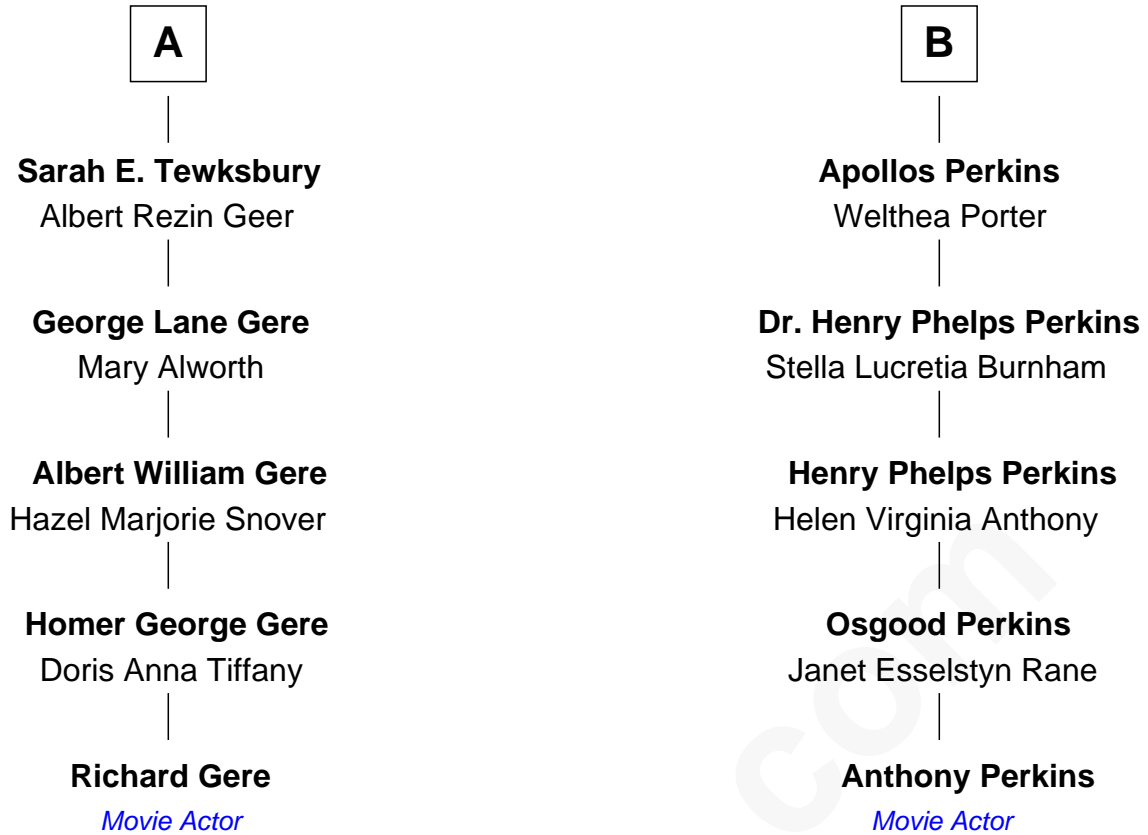 A
Sarah E. Tewksbury
Albert Rezin Geer
George Lane Gere
Mary Alworth
Albert William Gere
Hazel Marjorie Snover
Homer George Gere
Doris Anna Tiffany
Richard Gere
Movie Actor
B
Apollos Perkins
Welthea Porter
Dr. Henry Phelps Perkins
Stella Lucretia Burnham
Henry Phelps Perkins
Helen Virginia Anthony
Osgood Perkins
Janet Esselstyn Rane
Anthony Perkins
Movie Actor
com